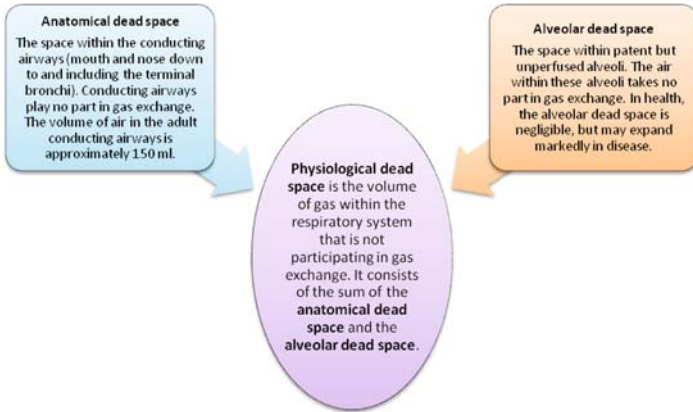 Anatomical dead space
The space within the conducting
airways (mouth and nose down
to and including the terminal
bronchi). Conducting airways
play no part in gas exchange.
The volume of air in the adult
conducting airways is
approximately 150 ml.
Alveolar dead space
The space within patent but
unperfused alveoli. The air
within these alveoli takes no
part in gas exchange. In health,
the alveolar dead space is
negligible, but may expand
markedly in disease.
Physiological dead
space is the volume
of gas within the
respiratory system
that is not
participating in gas
exchange. It consists
of the sum of the
anatomical dead
space and the
alveolar dead space.